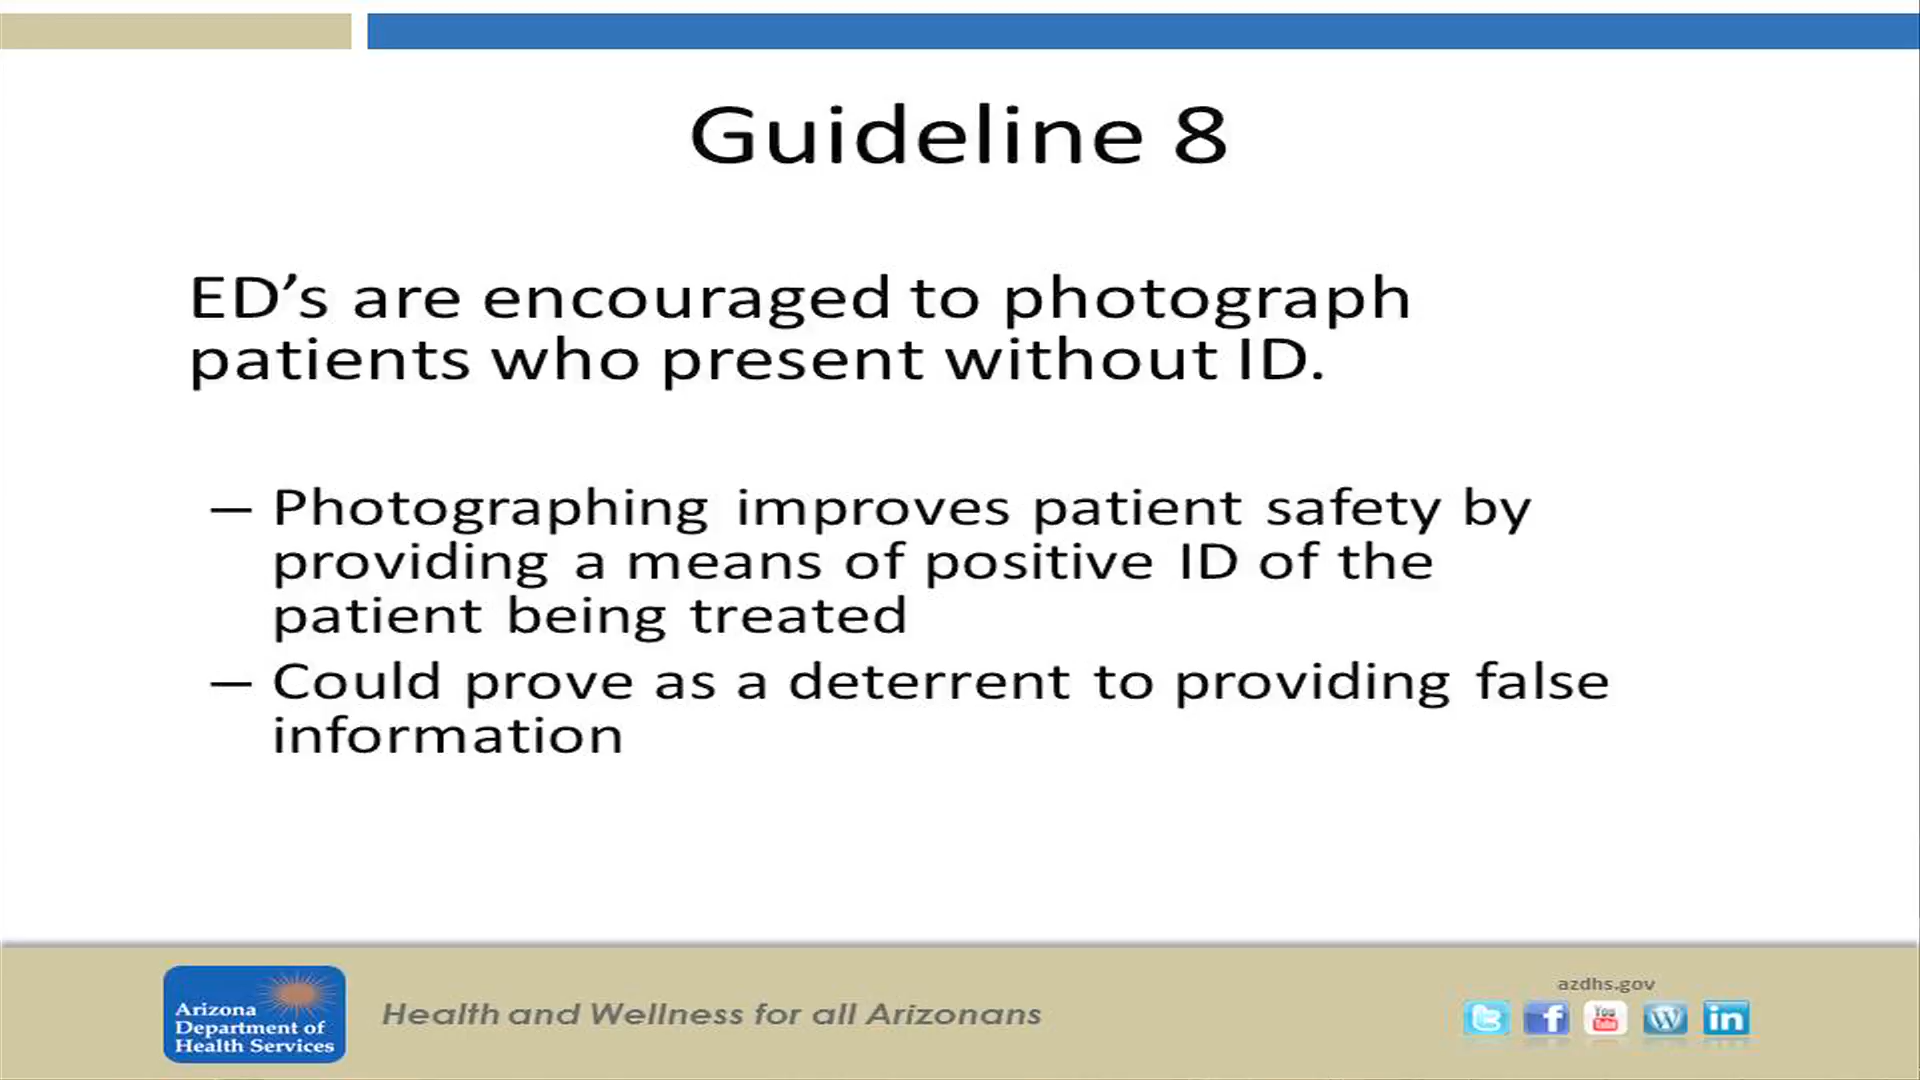 Guideline 8
ED’s are encouraged to photograph
patients who present without ID.
– Photographing improves patient safety by
providing a means of positive ID of the
patient being treated
– Could prove as a deterrent to providing false
information
Arizona
Department of
Health Services
Health and Wellness for all Arizonans
azdhs.gov
You
Tube